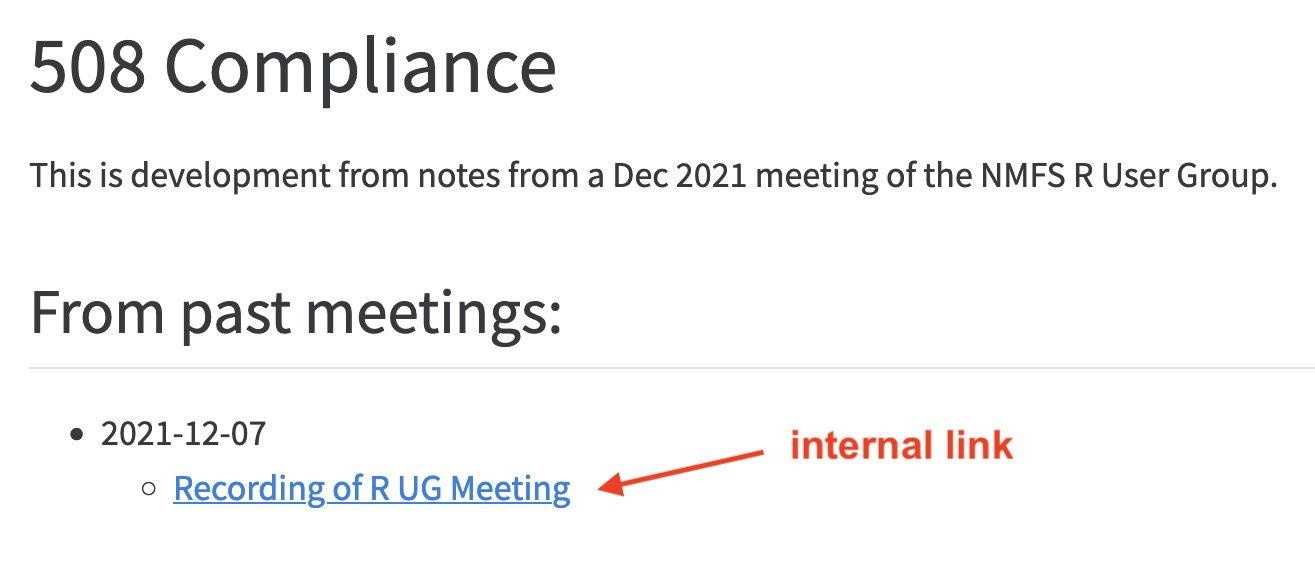 508 Compliance
This is development from notes from a Dec 2021 meeting of the NMFS R User Group.
From past meetings:
2021-12-07
internal link
Recording of R UG Meeting